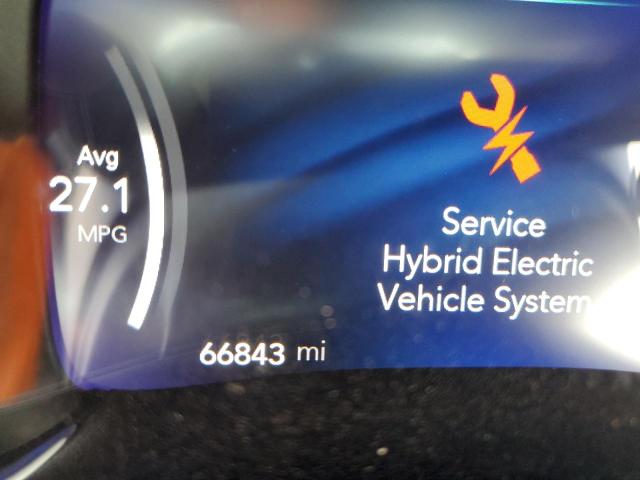 Avg
27.1
MPG
Service
Hybrid Electric
Vehicle System
66843 mi